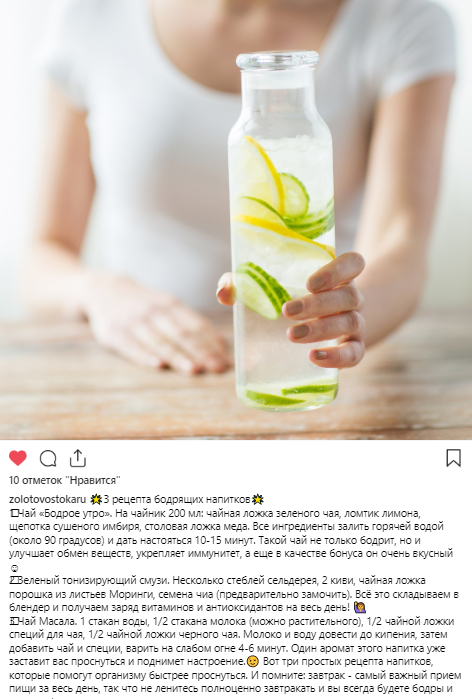 10 отметок "Нравится"
zolotovostokaru 💥3 рецепта бодрящих напитков💥
1⃣Чай «Бодрое утро». На чайник 200 мл: чайная ложка зеленого чая, ломтик лимона,
щепотка сушеного имбиря, столовая ложка меда. Все ингредиенты залить горячей водой
(около 90 градусов) и дать настояться 10-15 минут. Такой чай не только бодрит, но и
улучшает обмен веществ, укрепляет иммунитет, а еще в качестве бонуса он очень вкусный
☺
2⃣Зеленый тонизирующий смузи. Несколько стеблей сельдерея, 2 киви, чайная ложка
порошка из листьев Моринги, семена чиа (предварительно замочить). Всё это складываем в
блендер и получаем заряд витаминов и антиоксидантов на весь день! 🙋
3⃣Чай Масала. 1 стакан воды, 1/2 стакана молока (можно растительного), 1/2 чайной ложки
специй для чая, 1/2 чайной ложки черного чая. Молоко и воду довести до кипения, затем
добавить чай и специи, варить на слабом огне 4-6 минут. Один аромат этого напитка уже
заставит вас проснуться и поднимет настроение.😉 Вот три простых рецепта напитков,
которые помогут организму быстрее проснуться. И помните: завтрак - самый важный прием
пищи за весь день, так что не ленитесь полноценно завтракать и вы всегда будете бодры и